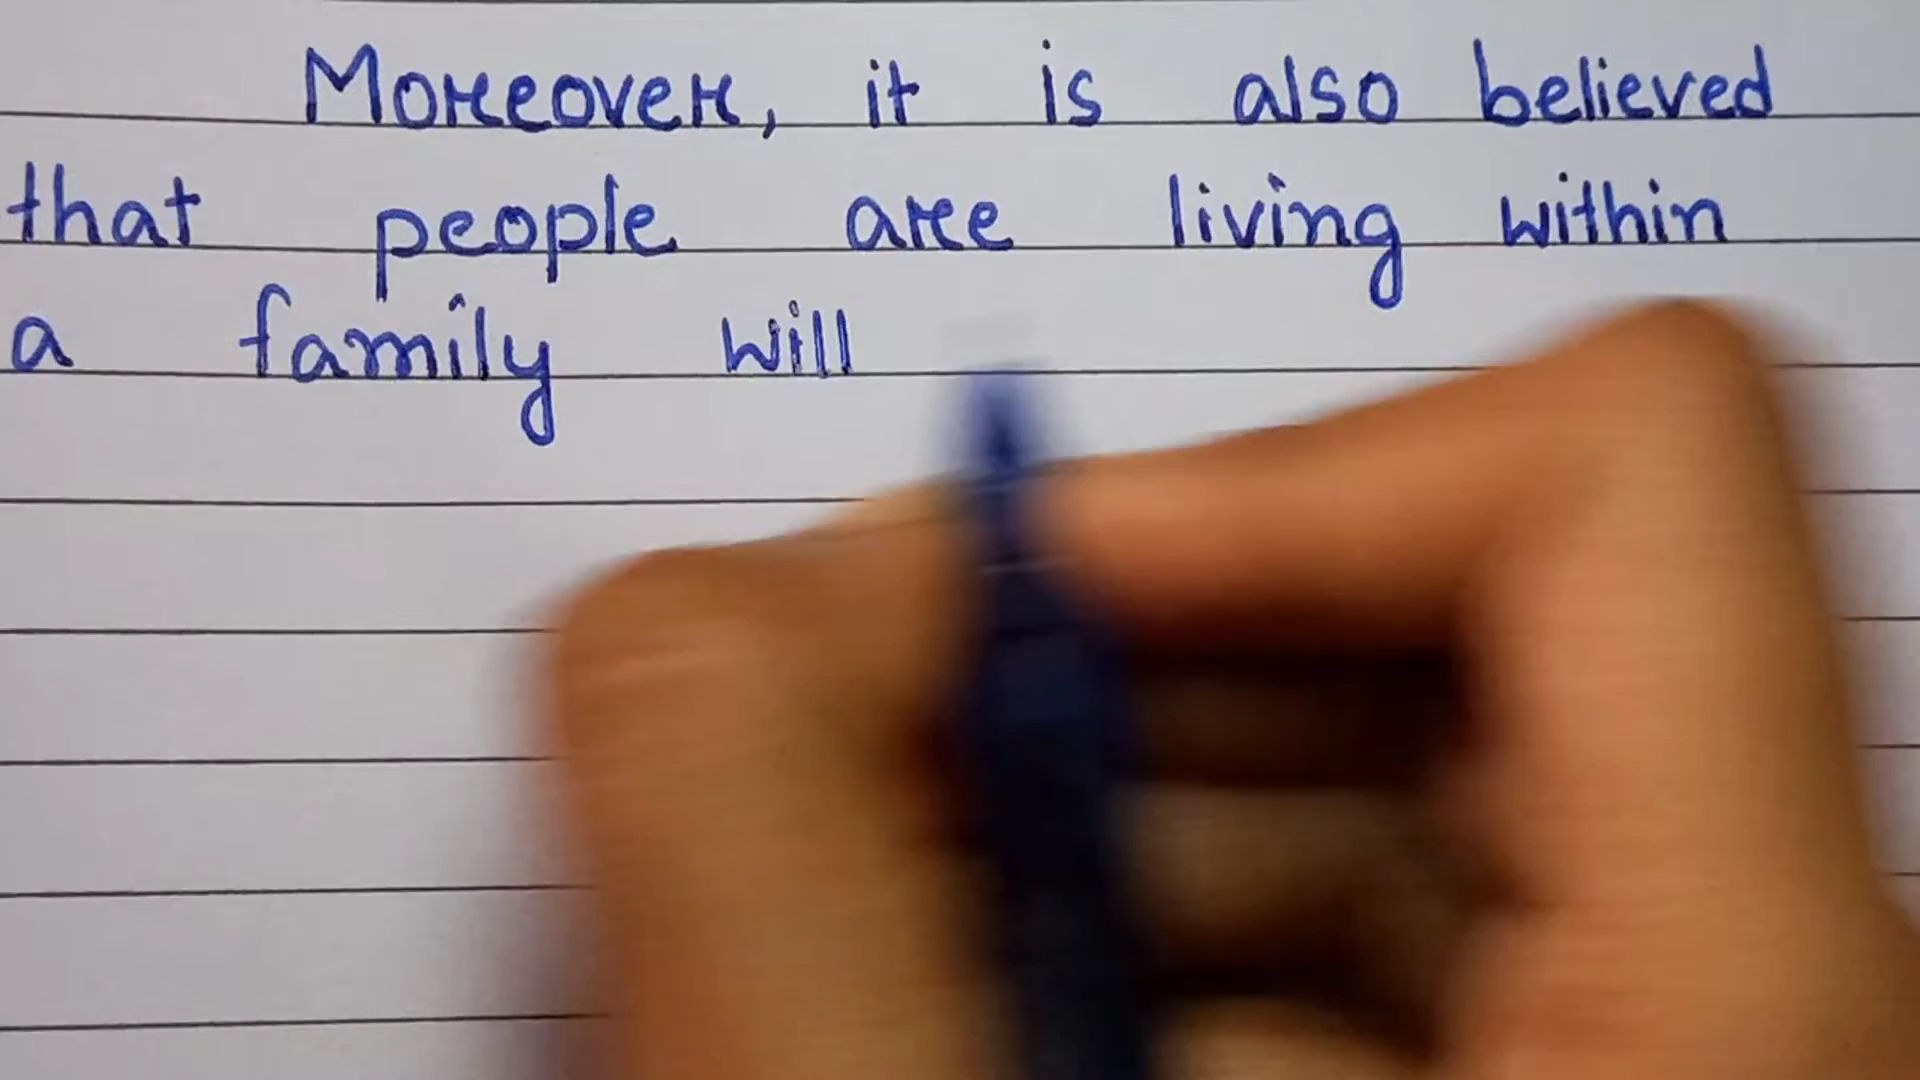 Moreover, it is also believed
that people are living within
a family will